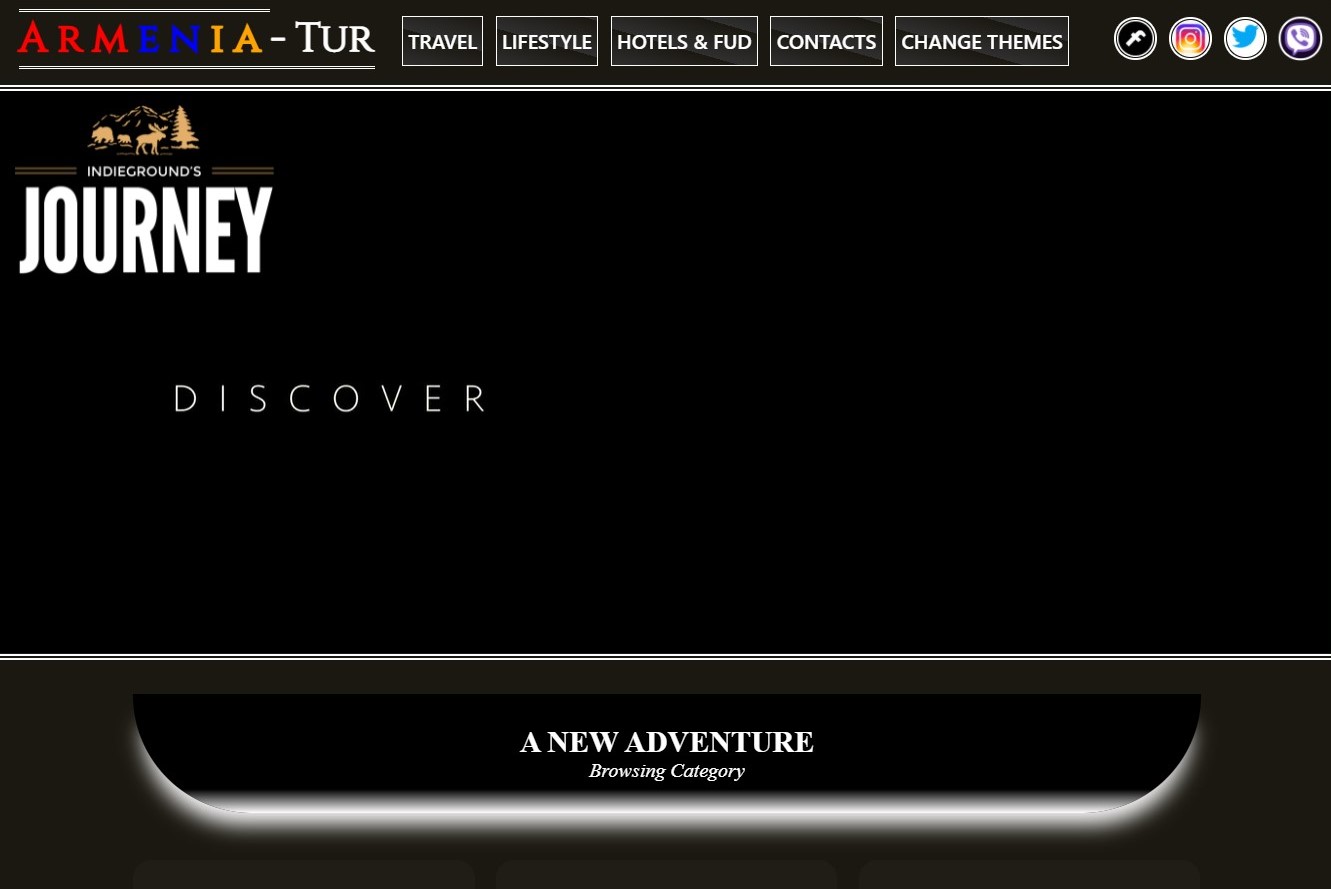 ARMENIA - TUR
TRAVEL
LIFESTYLE
HOTELS & FUD
CONTACTS
CHANGE THEMES
INDIEGROUND'S
JOURNEY
DISCOVER
A NEW ADVENTURE
Browsing Category